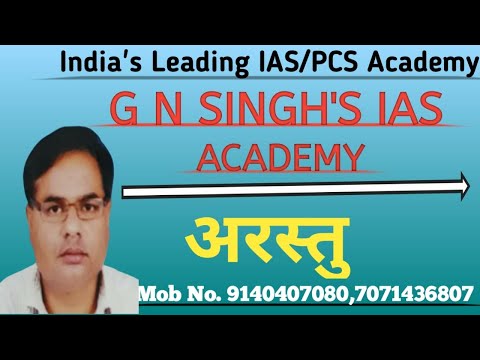 India's Leading IAS/PCS Academy
G N SINGH'S IAS
ACADEMY
अरस्तु
Mob No. 9140407080,7071436807